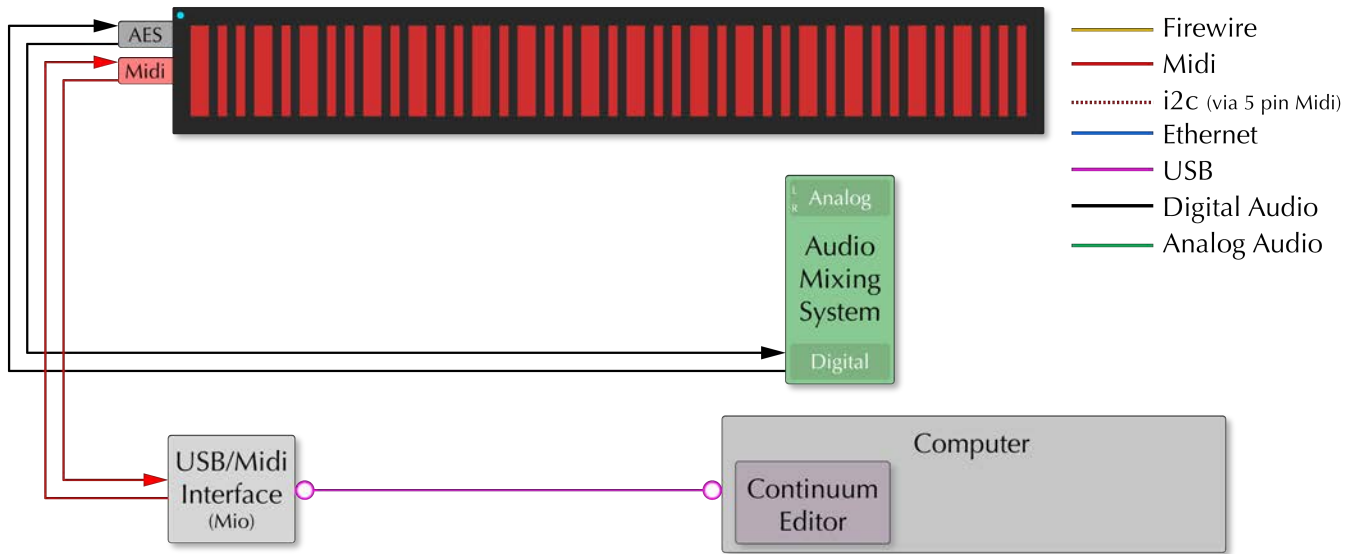 AES
Midi
Firewire
Midi
i2c (via 5 pin Midi)
Ethernet
USB
Digital Audio
Analog Audio
L
R
Analog
Audio
Mixing
System
Digital
USB/Midi
Interface
(Mio)
Computer
Continuum
Editor